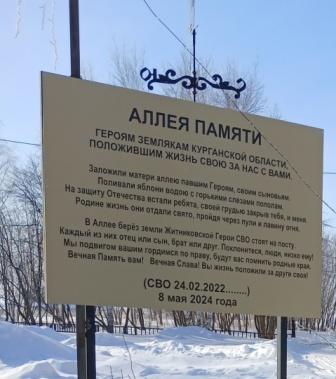 АЛЛЕЯ ПАМЯТИ
ГЕРОЯМ ЗЕМЛЯКАМ КУРГАНСКОЙ ОБЛАСТИ,
ПОЛОЖИВШИМ ЖИЗНЬ СВОЮ ЗА НАС С ВАМИ.
Заложили матери аллею павшим Героям, своим сыновьям.
Поливали яблони водою с горькими слезами пополам.
На защиту Отечества встали ребята, своей грудью закрыв тебя, и меня.
Родине жизнь они отдали свято, пройдя через пули и лавину огня.
В Аллее берёз земли Житниковской Герои СВО стоят на посту.
Каждый из них отец или сын, брат или друг. Поклонитесь, люди, низко ему!
Мы подвигом вашим гордимся по праву, будут вас помнить родные края.
Вечная Память вам! Вечная Слава! Вы жизнь положили за други своя!
(СВО 24.02.2022........)
8 мая 2024 года